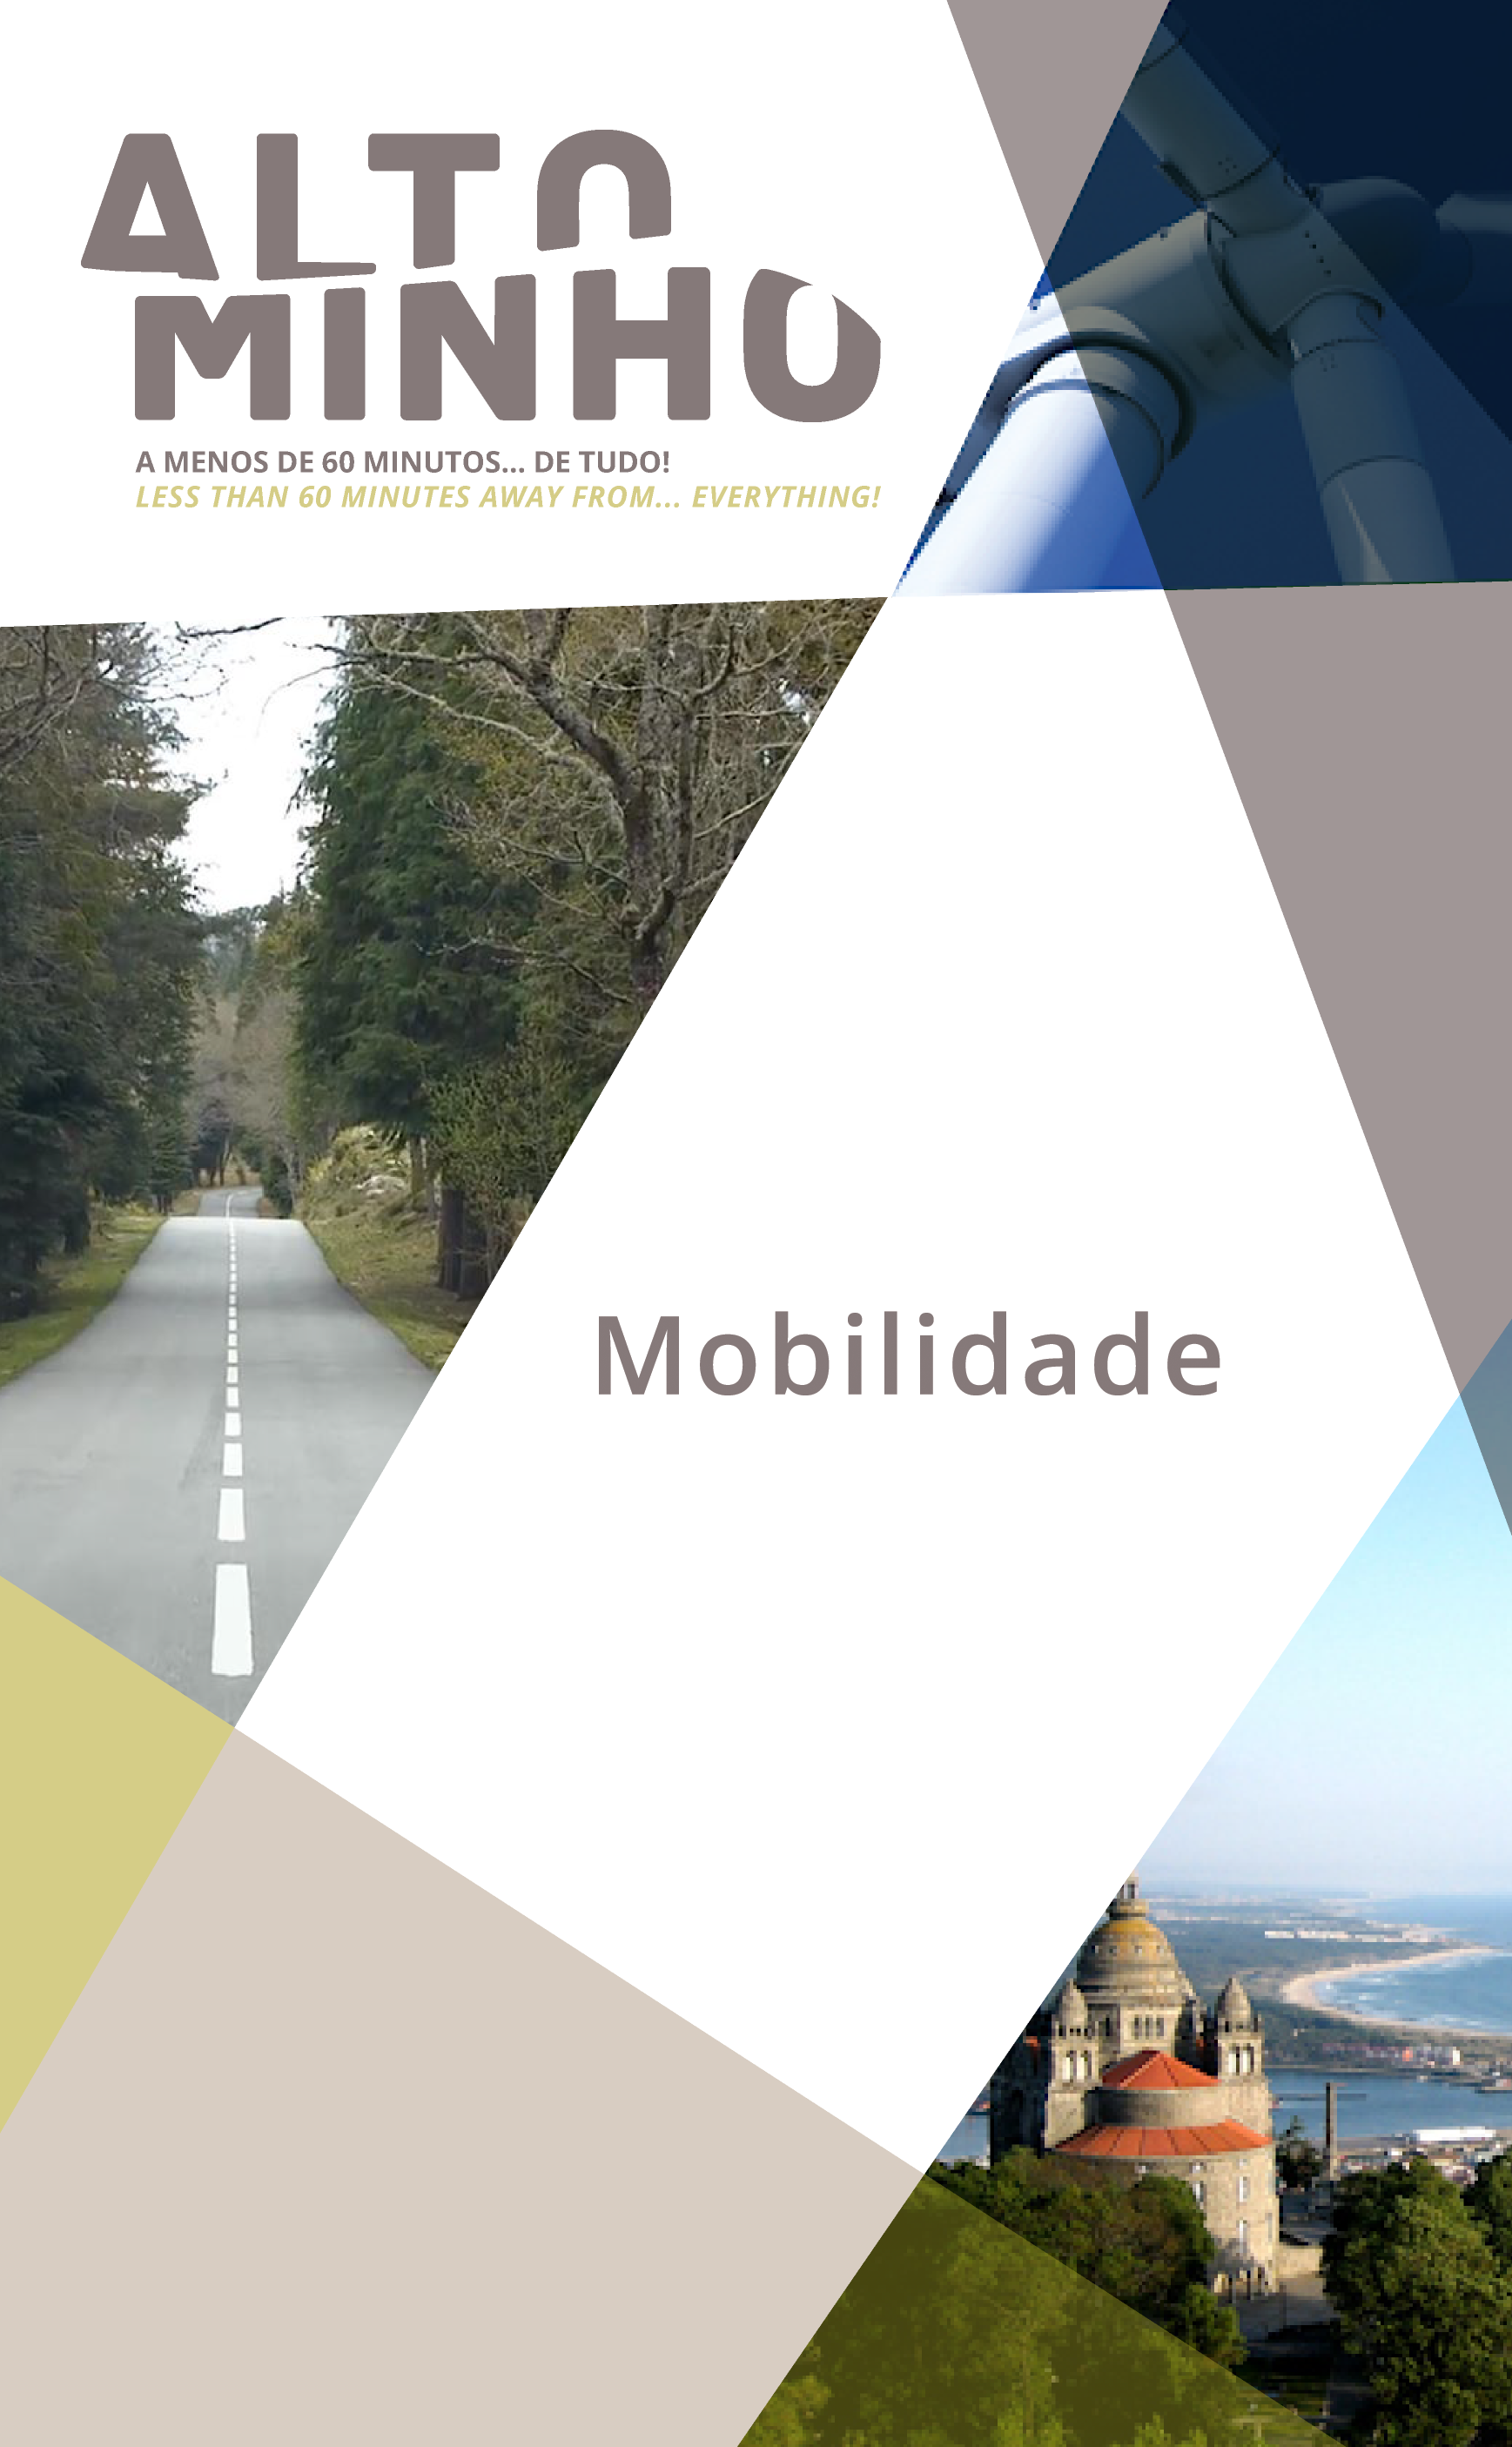 ALTO
MINHO
A MENOS DE 60 MINUTOS... DE TUDO!
LESS THAN 60 MINUTES AWAY FROM... EVERYTHING!
Mobilidade